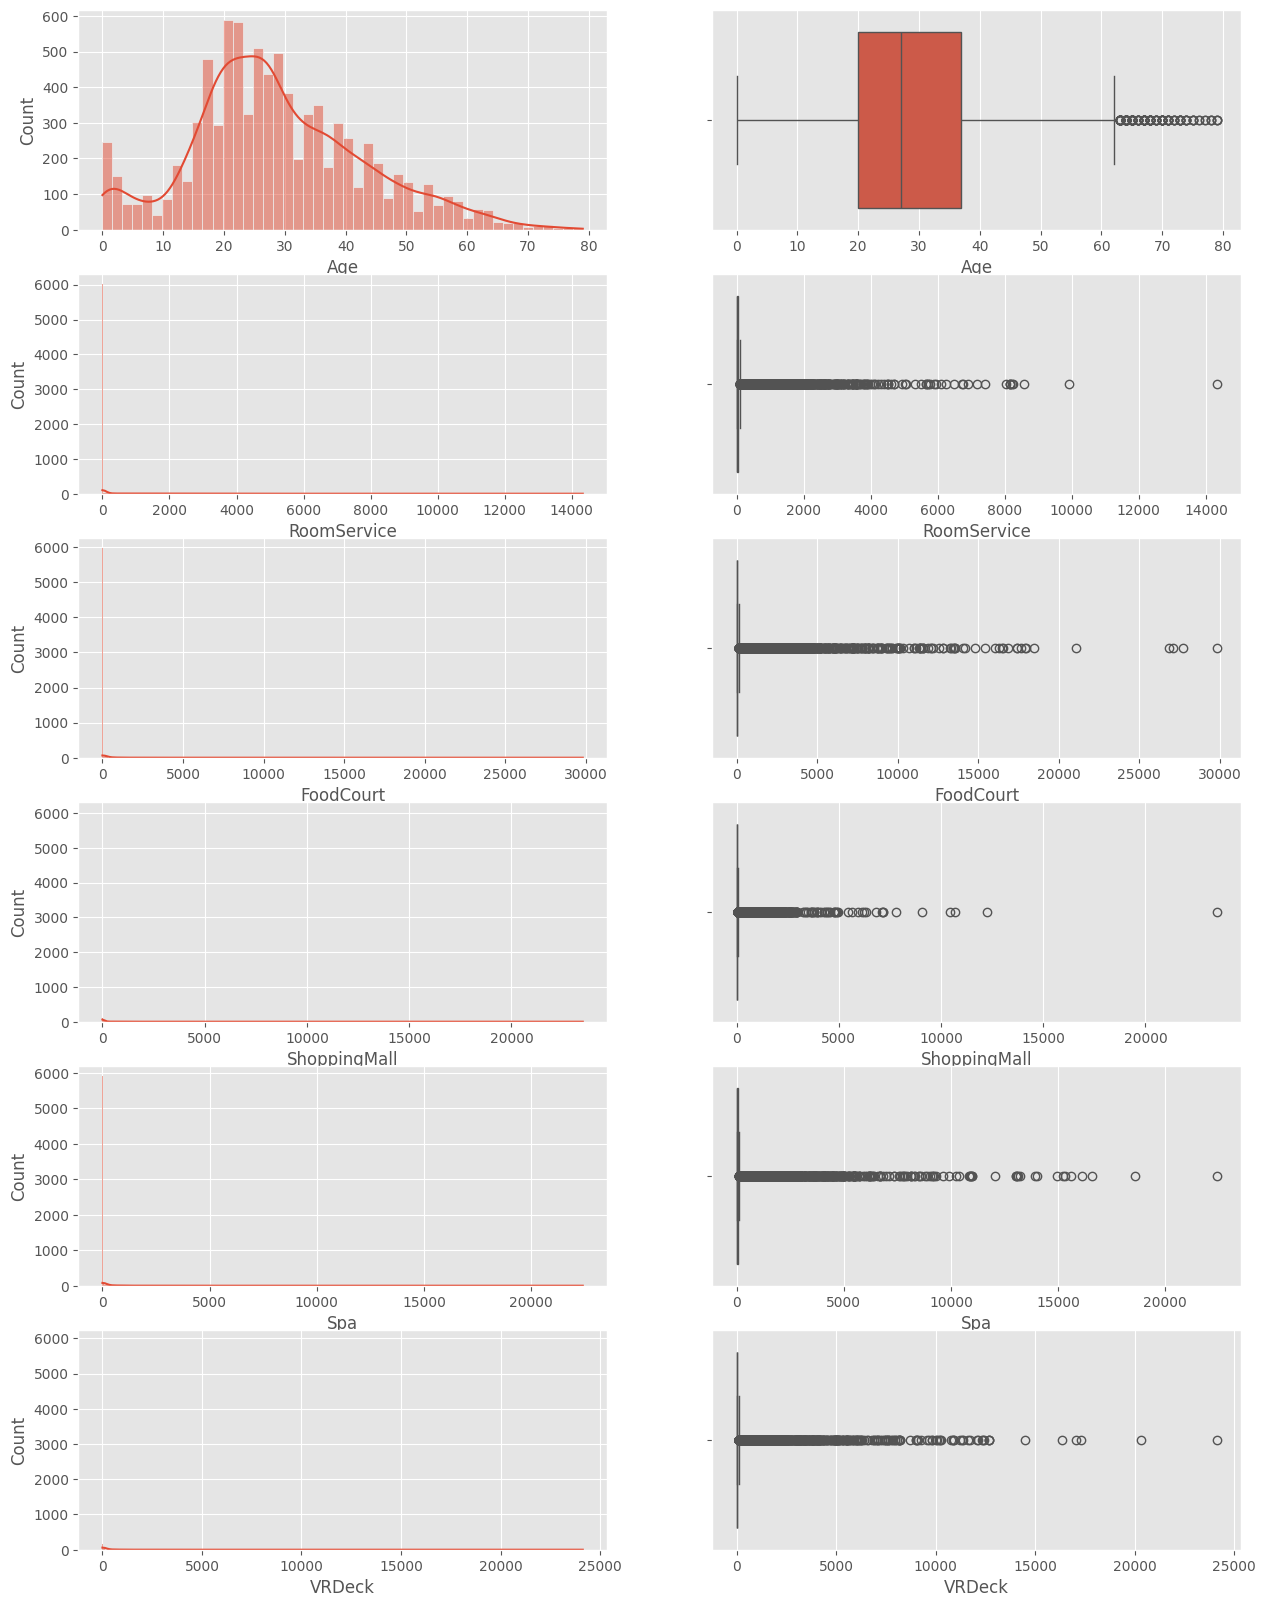 600
500
400
300
200
100
0
Count
0 10 20 30 40 50 60 70 80
Age
0 10 20 30 40 50 60 70 80
Age
6000
5000
4000
3000
2000
1000
0
Count
0 2000 4000 6000 8000 10000 12000 14000
RoomService
0 2000 4000 6000 8000 10000 12000 14000
RoomService
6000
5000
4000
3000
2000
1000
0
Count
0 5000 10000 15000 20000 25000 30000
FoodCourt
0 5000 10000 15000 20000 25000 30000
FoodCourt
6000
5000
4000
3000
2000
1000
0
Count
0 5000 10000 15000 20000
ShoppingMall
0 5000 10000 15000 20000
ShoppingMall
6000
5000
4000
3000
2000
1000
0
Count
0 5000 10000 15000 20000
Spa
0 5000 10000 15000 20000
Spa
6000
5000
4000
3000
2000
1000
0
Count
0 5000 10000 15000 20000 25000
VRDeck
0 5000 10000 15000 20000 25000
VRDeck